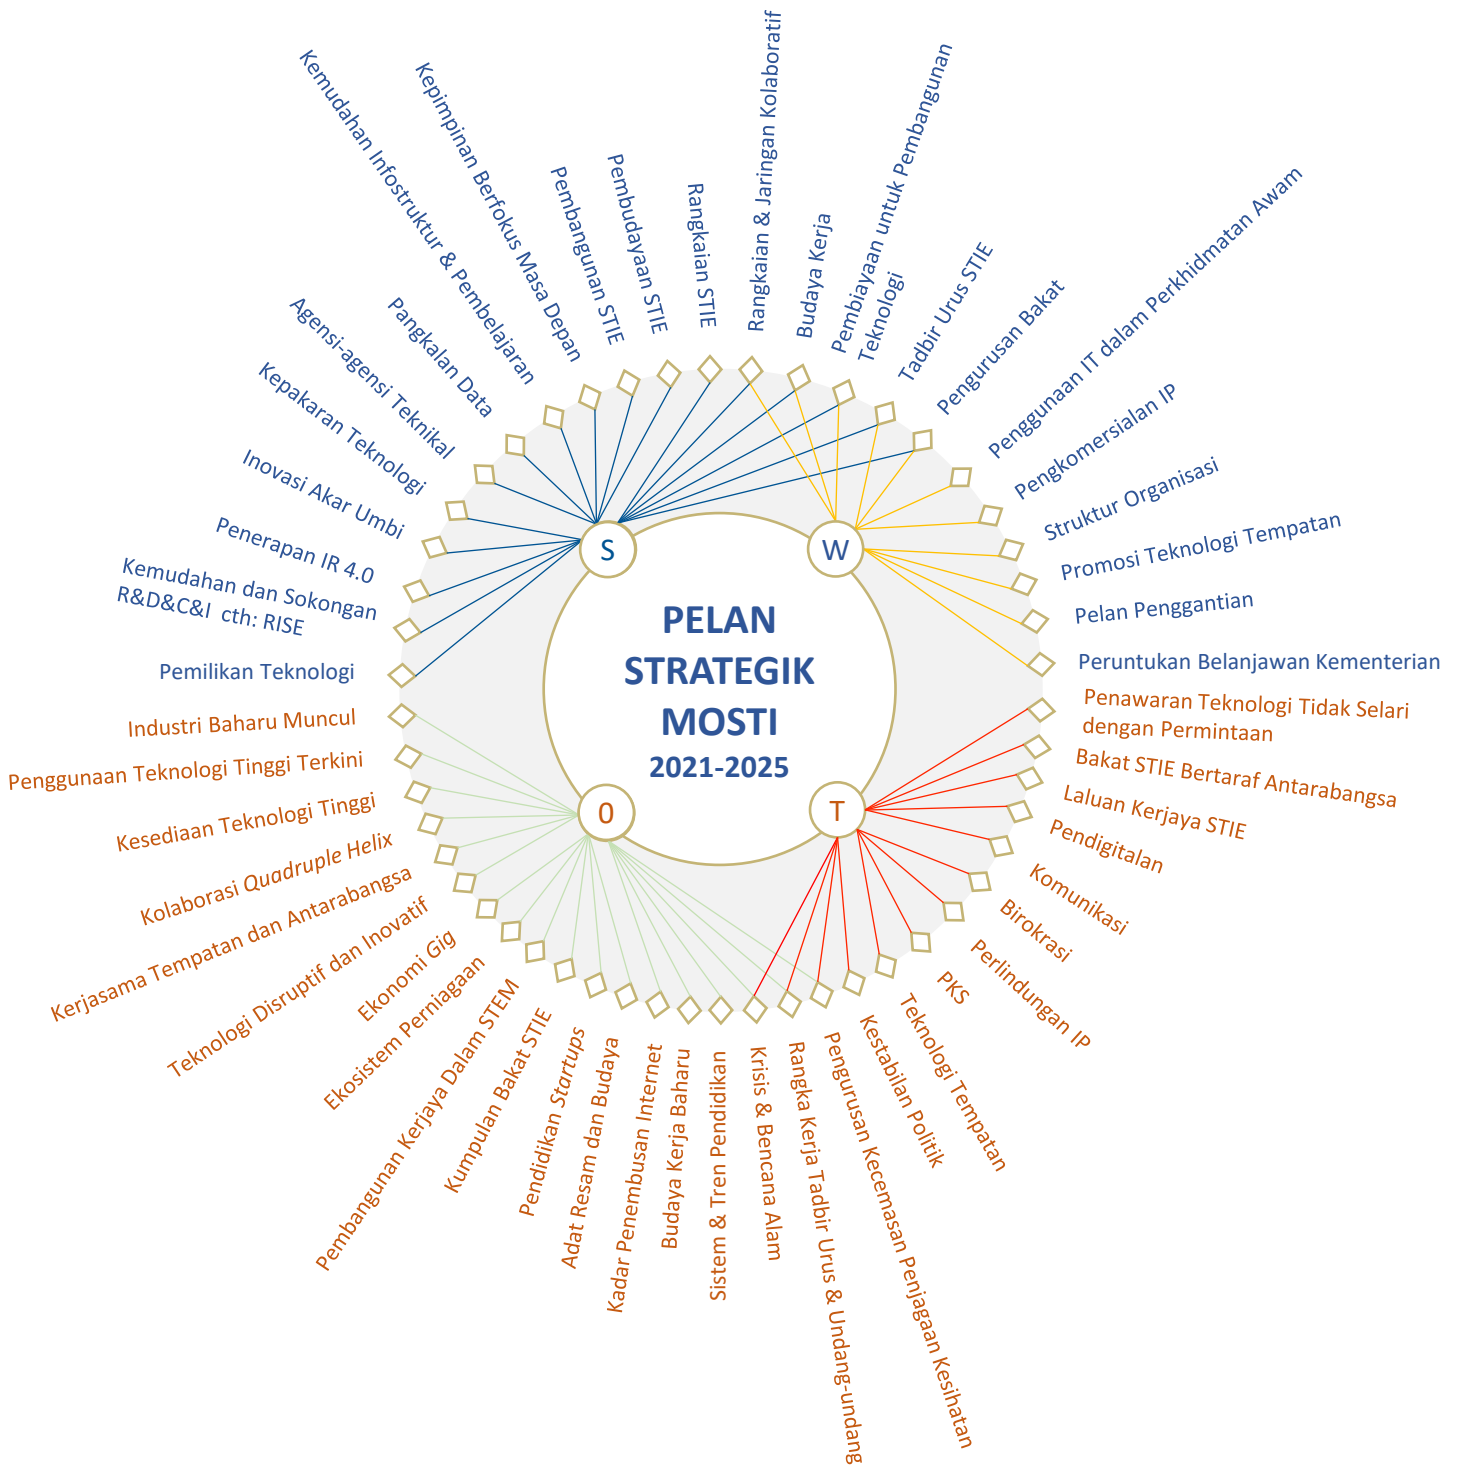 PELAN
STRATEGIK
MOSTI
2021-2025
S
W
0
T
Pemilikan Teknologi
Kemudahan dan Sokongan
R&D&C&I cth: RISE
Penerapan IR 4.0
Inovasi Akar Umbi
Kepakaran Teknologi
Agensi-agensi Teknikal
Pangkalan Data
Kemudahan Infostruktur & Pembelajaran
Kepimpinan Berfokus Masa Depan
Pembangunan STIE
Pembudayaan STIE
Rangkaian STIE
Rangkaian & Jaringan Kolaboratif
Budaya Kerja
Pembiayaan untuk Pembangunan
Teknologi
Tadbir Urus STIE
Pengurusan Bakat
Penggunaan IT dalam Perkhidmatan Awam
Pengkomersialan IP
Struktur Organisasi
Promosi Teknologi Tempatan
Pelan Penggantian
Peruntukan Belanjawan Kementerian
Penawaran Teknologi Tidak Selari
dengan Permintaan
Bakat STIE Bertaraf Antarabangsa
Laluan Kerjaya STIE
Pendigitalan
Komunikasi
Birokrasi
Perlindungan IP
PKS
Teknologi Tempatan
Kestabilan Politik
Pengurusan Kecemasan Penjagaan Kesihatan
Rangka Kerja Tadbir Urus & Undang-undang
Krisis & Bencana Alam
Sistem & Tren Pendidikan
Budaya Kerja Baharu
Kadar Penembusan Internet
Adat Resam dan Budaya
Pendidikan Startups
Kumpulan Bakat STIE
Pembangunan Kerjaya Dalam STEM
Ekosistem Perniagaan
Ekonomi Gig
Teknologi Disruptif dan Inovatif
Kerjasama Tempatan dan Antarabangsa
Kolaborasi Quadruple Helix
Kesediaan Teknologi Tinggi
Penggunaan Teknologi Tinggi Terkini
Industri Baharu Muncul